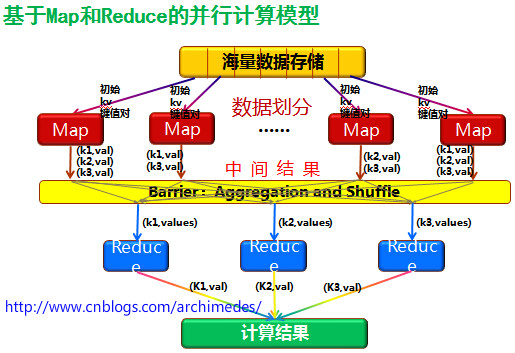 基于Map和Reduce的并行计算模型
海量数据存储
初始
kv
键值对
初始
kv
键值对
初始
kv
键值对
初始
kv
键值对
数据划分
......
Map
Map
Map
Map
(k1,val)
(k2,val)
(k3,val)
(k1,val)
(k3,val)
(k2,val)
(k3,val)
(k1,val)
(k2,val)
(k3,val)
中 间 结 果
Barrier：Aggregation and Shuffle
(k1,values)
(k2,values)
(k3,values)
Reduc
e
Reduc
e
Reduc
e
(K1,val)
(K2,val)
(K3,val)
http://www.cnblogs.com/archimedes/
计算结果